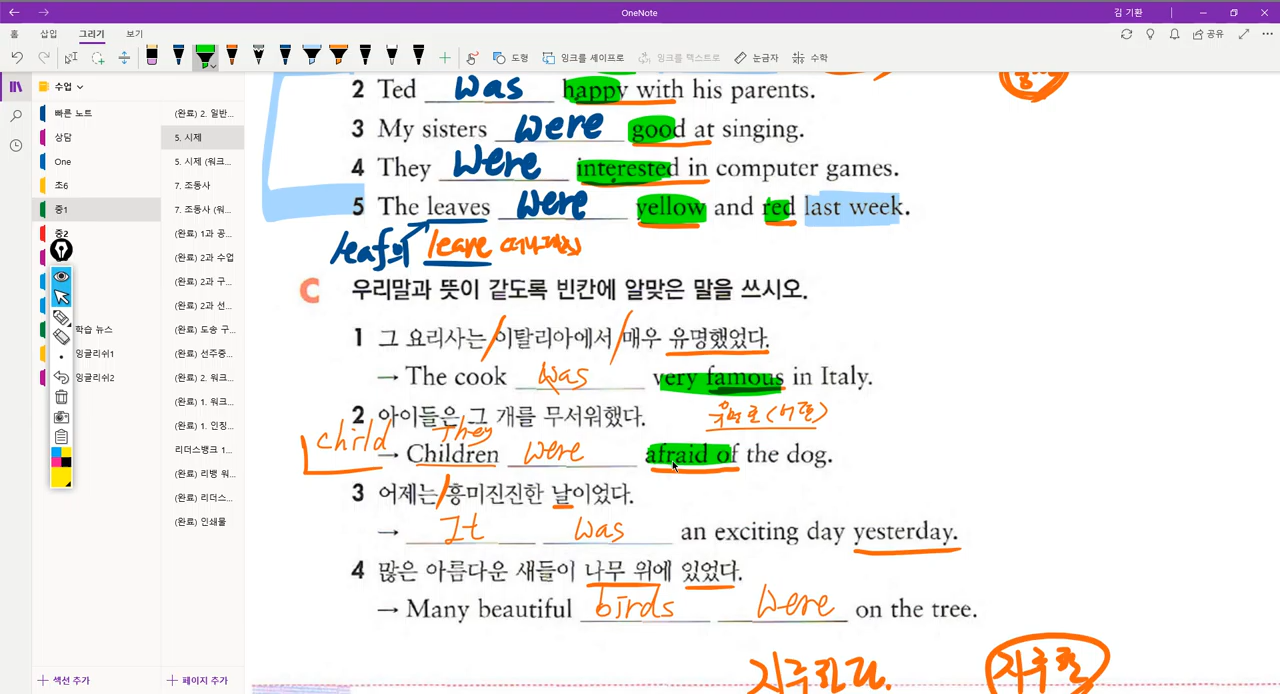 OneNote
김 기환
홈 삽입 그리기 보기
공유
도형 잉크를 셰이프로 잉크를 텍스트로 눈금자 수학
수업
빠른 노트
상담
One
초6
중1
중2
학습 뉴스
잉글리쉬1
잉글리쉬2
섹션 추가
(완료) 2. 일반...
5. 시제
5. 시제 (워크...
7. 조동사
7. 조동사 (워...
(완료) 1과 공...
(완료) 2과 수업
(완료) 2과 구...
(완료) 2과 선...
(완료) 도송 구...
(완료) 선주중...
(완료) 2. 워크...
(완료) 1. 워크...
(완료) 1. 인칭...
리더스뱅크 1...
(완료) 리뱅 워...
(완료) 리더스...
(완료) 인쇄물
페이지 추가
2 Ted was happy with his parents.
3 My sisters were good at singing.
4 They were interested in computer games.
5 The leaves were yellow and red last week.
leaf의 leave
C 우리말과 뜻이 같도록 빈칸에 알맞은 말을 쓰시오.
1 그 요리사는 / 이탈리아에서 / 매우 유명했었다.
→ The cook was very famous in Italy.
2 아이들은 그 개를 무서워했다.
child They
→ Children were afraid of the dog.
3 어제는 / 흥미진진한 날이었다.
→ It was an exciting day yesterday.
4 많은 아름다운 새들이 나무 위에 있었다.
→ Many beautiful birds were on the tree.